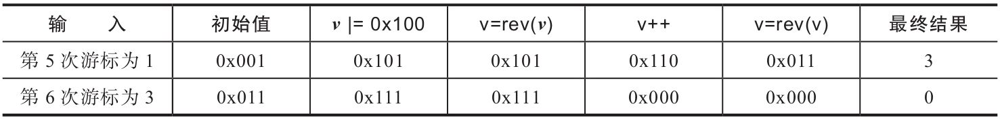 输 入 初始值 v |= 0x100 v=rev(v) v++ v=rev(v) 最终结果
第 5 次游标为 1 0x001 0x101 0x101 0x110 0x011 3
第 6 次游标为 3 0x011 0x111 0x111 0x000 0x000 0